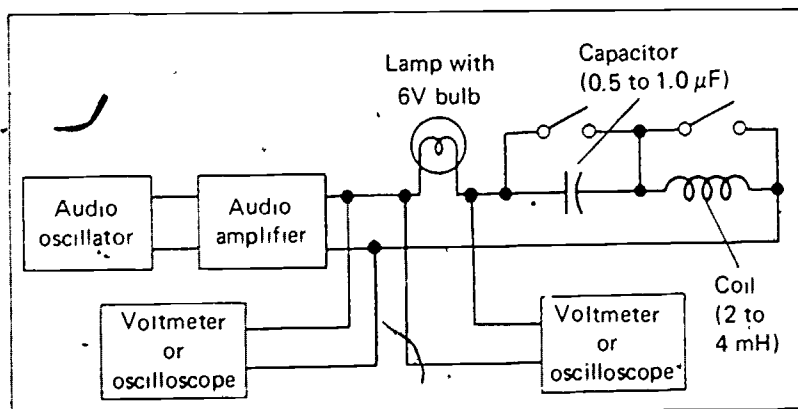 Lamp with
6V bulb
Capacitor
(0.5 to 1.0 μF)
Audio
oscillator
Audio
amplifier
Voltmeter
or
oscilloscope
Voltmeter
or
oscilloscope
Coil
(2 to
4 mH)